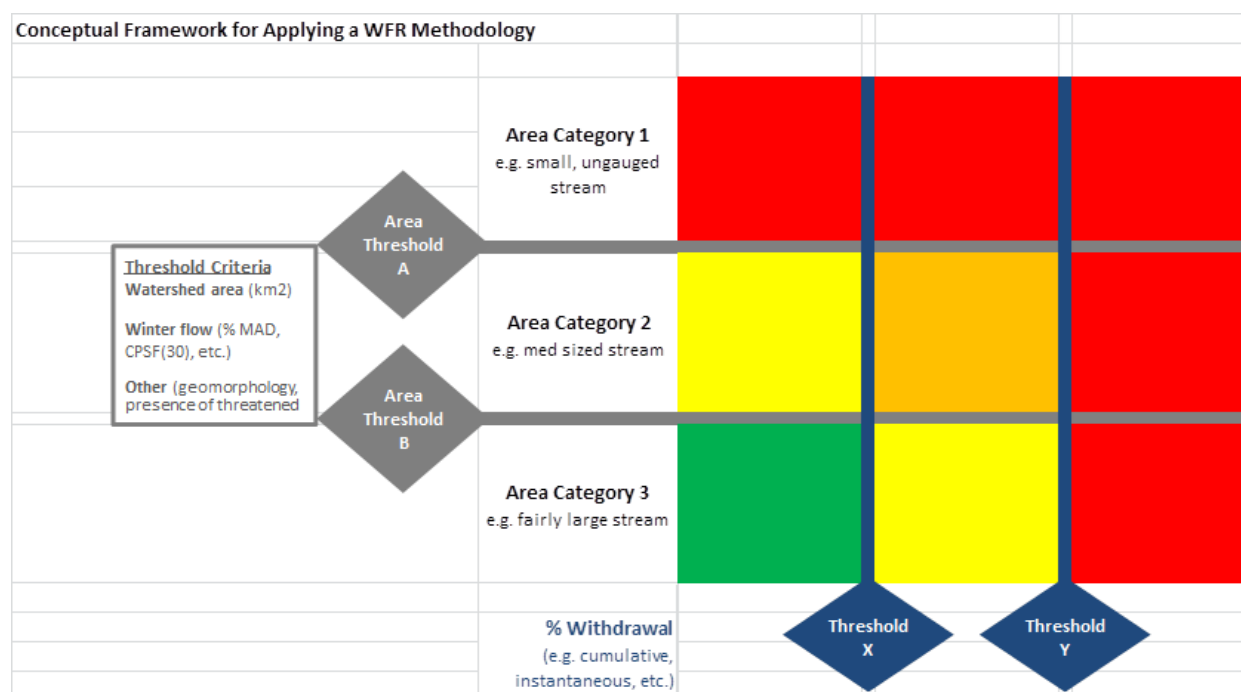 Conceptual Framework for Applying a WFR Methodology
Area Category 1
e.g. small, ungauged
stream
Area
Threshold
A
Threshold Criteria
Watershed area (km2)
Winter flow (% MAD,
CPSF(30), etc.)
Other (geomorphology,
presence of threatened
Area Category 2
e.g. med sized stream
Area
Threshold
B
Area Category 3
e.g. fairly large stream
% Withdrawal
(e.g. cumulative,
instantaneous, etc.)
Threshold
X
Threshold
Y